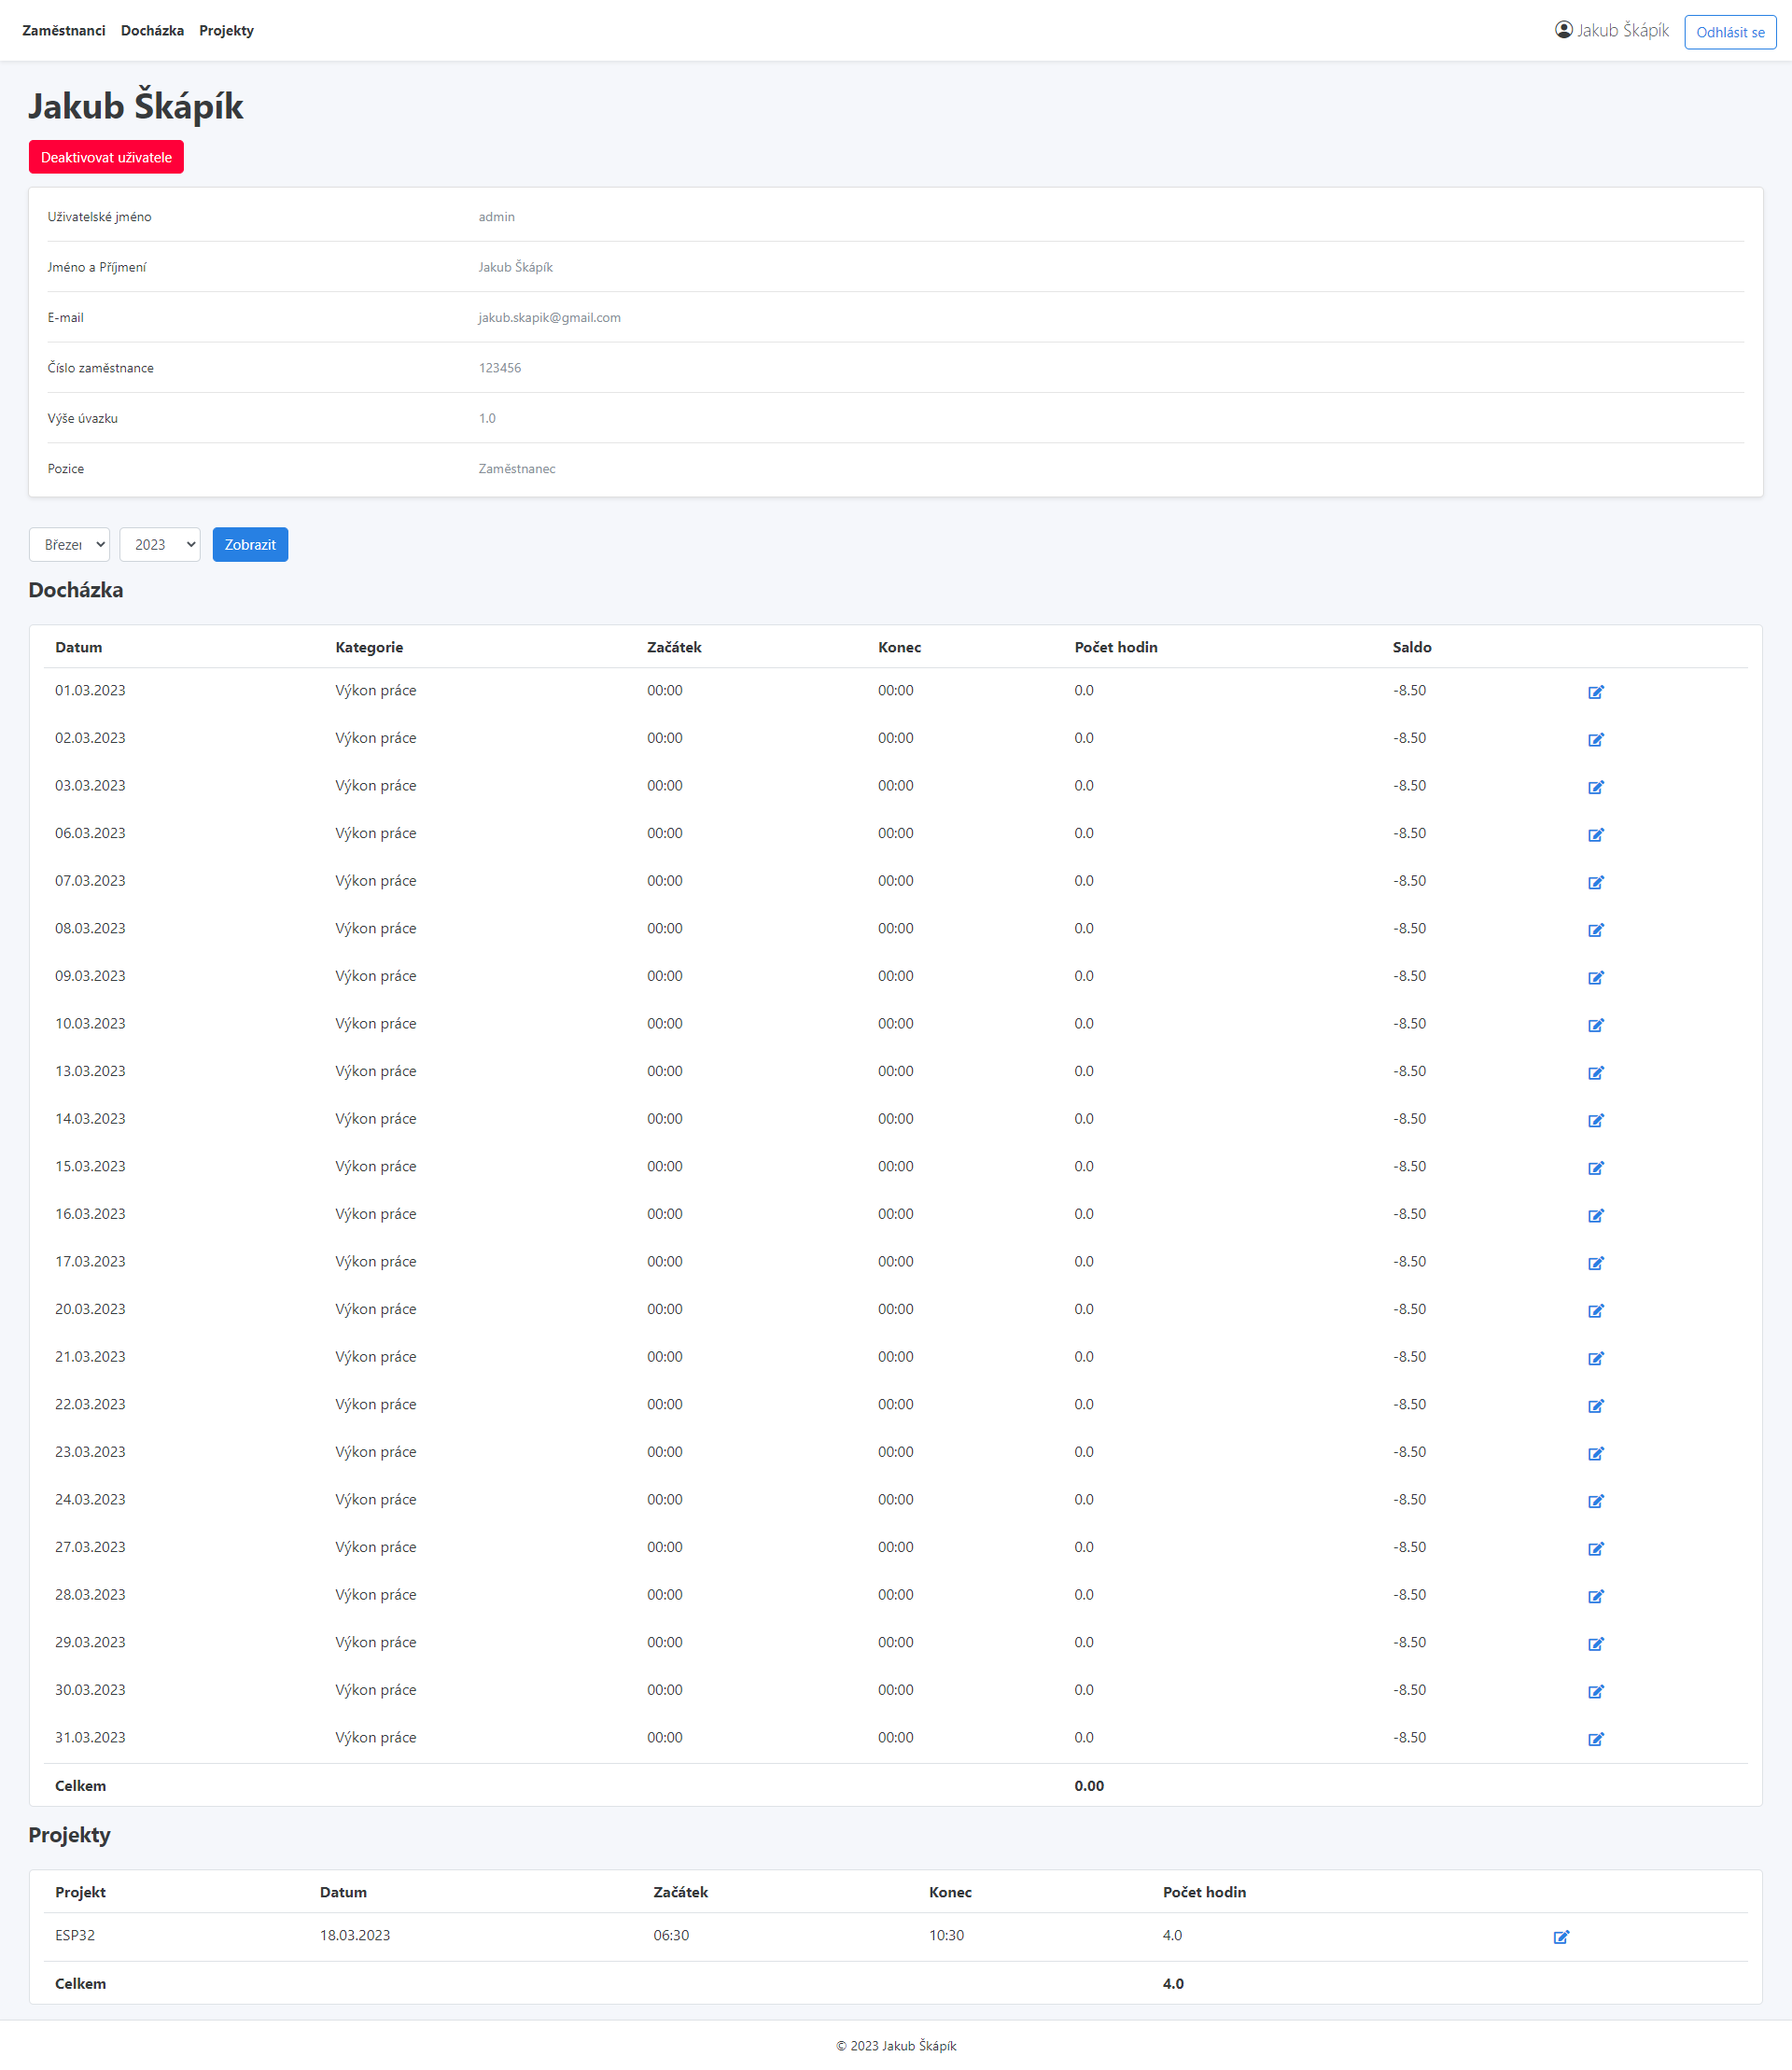 Zaměstnanci Docházka Projekty Jakub Škápík Odhlásit se
Jakub Škápík
Deaktivovat uživatele
Uživatelské jméno admin
Jméno a Příjmení Jakub Škápík
E-mail jakub.skapik@gmail.com
Číslo zaměstnance 123456
Výše úvazku 1.0
Pozice Zaměstnanec
Březen 2023 Zobrazit
Docházka
Datum Kategorie Začátek Konec Počet hodin Saldo
01.03.2023 Výkon práce 00:00 00:00 0.0 -8.50
02.03.2023 Výkon práce 00:00 00:00 0.0 -8.50
03.03.2023 Výkon práce 00:00 00:00 0.0 -8.50
06.03.2023 Výkon práce 00:00 00:00 0.0 -8.50
07.03.2023 Výkon práce 00:00 00:00 0.0 -8.50
08.03.2023 Výkon práce 00:00 00:00 0.0 -8.50
09.03.2023 Výkon práce 00:00 00:00 0.0 -8.50
10.03.2023 Výkon práce 00:00 00:00 0.0 -8.50
13.03.2023 Výkon práce 00:00 00:00 0.0 -8.50
14.03.2023 Výkon práce 00:00 00:00 0.0 -8.50
15.03.2023 Výkon práce 00:00 00:00 0.0 -8.50
16.03.2023 Výkon práce 00:00 00:00 0.0 -8.50
17.03.2023 Výkon práce 00:00 00:00 0.0 -8.50
20.03.2023 Výkon práce 00:00 00:00 0.0 -8.50
21.03.2023 Výkon práce 00:00 00:00 0.0 -8.50
22.03.2023 Výkon práce 00:00 00:00 0.0 -8.50
23.03.2023 Výkon práce 00:00 00:00 0.0 -8.50
24.03.2023 Výkon práce 00:00 00:00 0.0 -8.50
27.03.2023 Výkon práce 00:00 00:00 0.0 -8.50
28.03.2023 Výkon práce 00:00 00:00 0.0 -8.50
29.03.2023 Výkon práce 00:00 00:00 0.0 -8.50
30.03.2023 Výkon práce 00:00 00:00 0.0 -8.50
31.03.2023 Výkon práce 00:00 00:00 0.0 -8.50
Celkem 0.00
Projekty
Projekt Datum Začátek Konec Počet hodin
ESP32 18.03.2023 06:30 10:30 4.0
Celkem 4.0
© 2023 Jakub Škápík